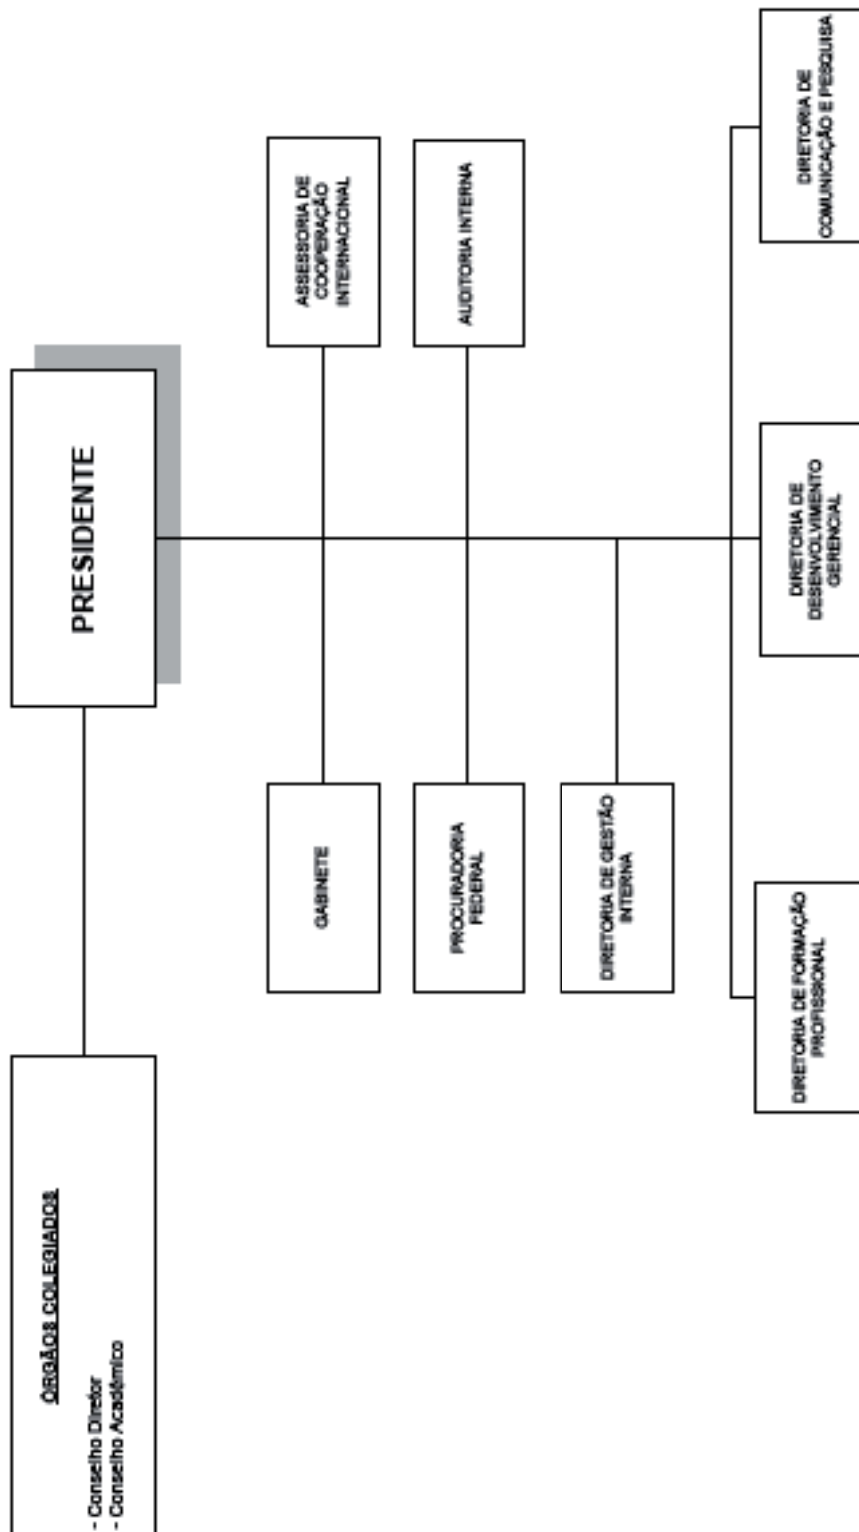 ÓRGÃOS COLEGIADOS
- Conselho Diretor
- Conselho Acadêmico
PRESIDENTE
GABINETE
ASSESSORIA DE
COOPERAÇÃO
INTERNACIONAL
PROCURADORIA
FEDERAL
AUDITORIA INTERNA
DIRETORIA DE GESTÃO
INTERNA
DIRETORIA DE FORMAÇÃO
PROFISSIONAL
DIRETORIA DE
DESENVOLVIMENTO
GERENCIAL
DIRETORIA DE
COMUNICAÇÃO E PESQUISA